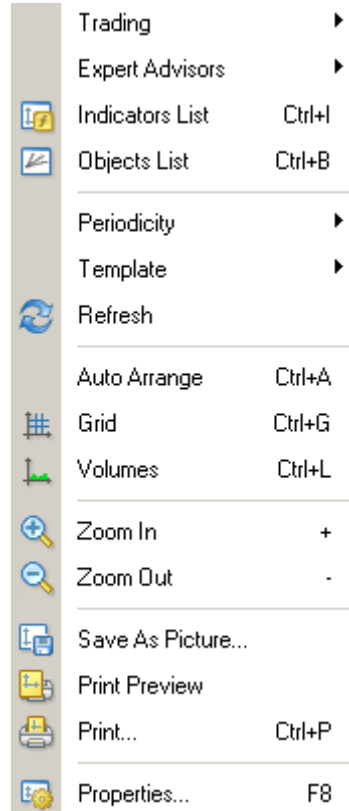 Trading
Expert Advisors
Indicators List Ctrl+I
Objects List Ctrl+B
Periodicity
Template
Refresh
Auto Arrange Ctrl+A
Grid Ctrl+G
Volumes Ctrl+L
Zoom In +
Zoom Out -
Save As Picture...
Print Preview
Print... Ctrl+P
Properties... F8